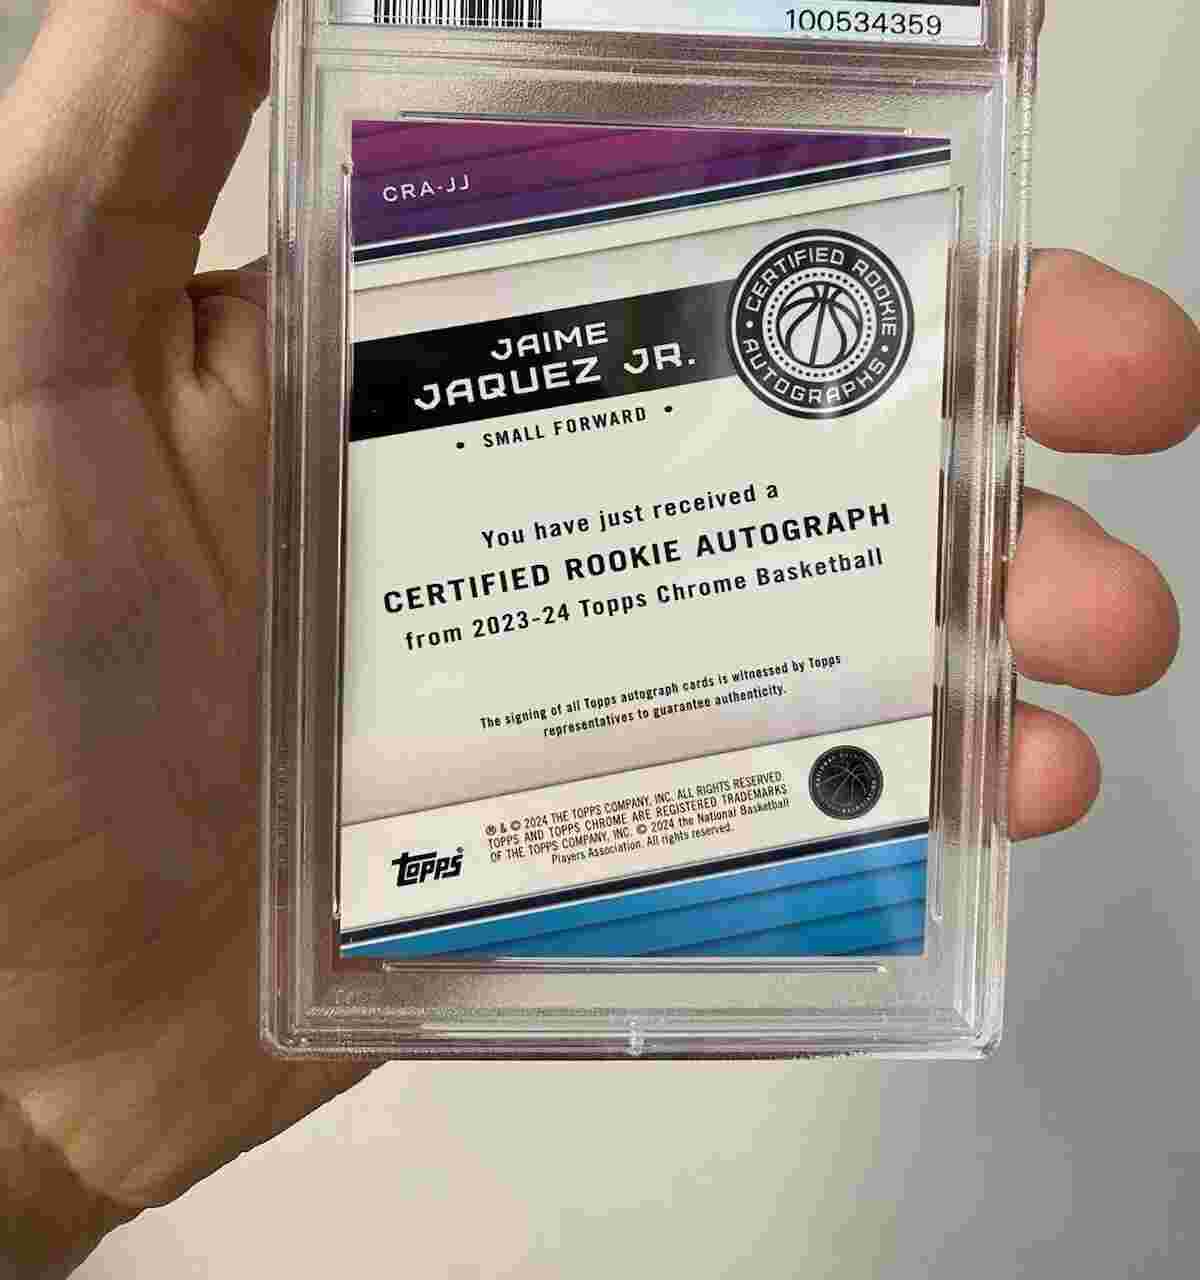 100534359
CRA-JJ
CERTIFIED ROOKIE
AUTOGRAPHS
JAIME
JAQUEZ JR.
• SMALL FORWARD •
You have just received a
CERTIFIED ROOKIE AUTOGRAPH
from 2023-24 Topps Chrome Basketball
The signing of all Topps autograph cards is witnessed by Topps
representatives to guarantee authenticity.
® & © 2024 THE TOPPS COMPANY, INC. ALL RIGHTS RESERVED.
TOPPS AND TOPPS CHROME ARE REGISTERED TRADEMARKS
OF THE TOPPS COMPANY, INC. © 2024 the National Basketball
Players Association. All rights reserved.
topps®